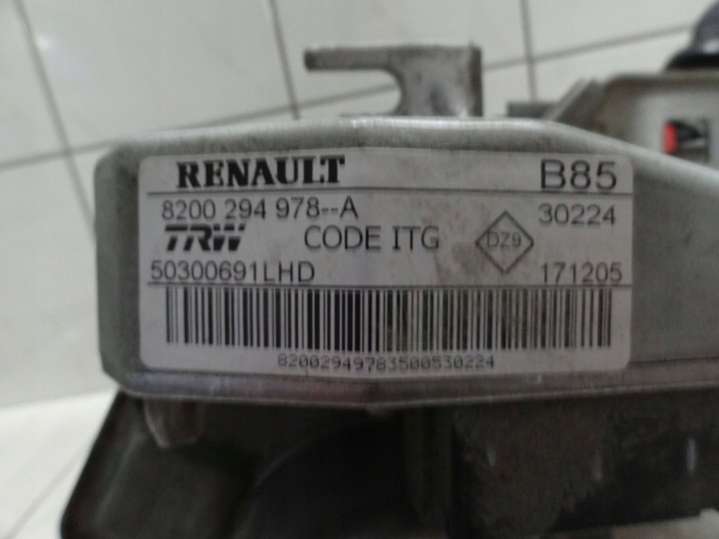 RENAULT B85
8200 294 978--A 30224
TRW CODE ITG DZ9
50300691LHD 171205
82002949783500530224